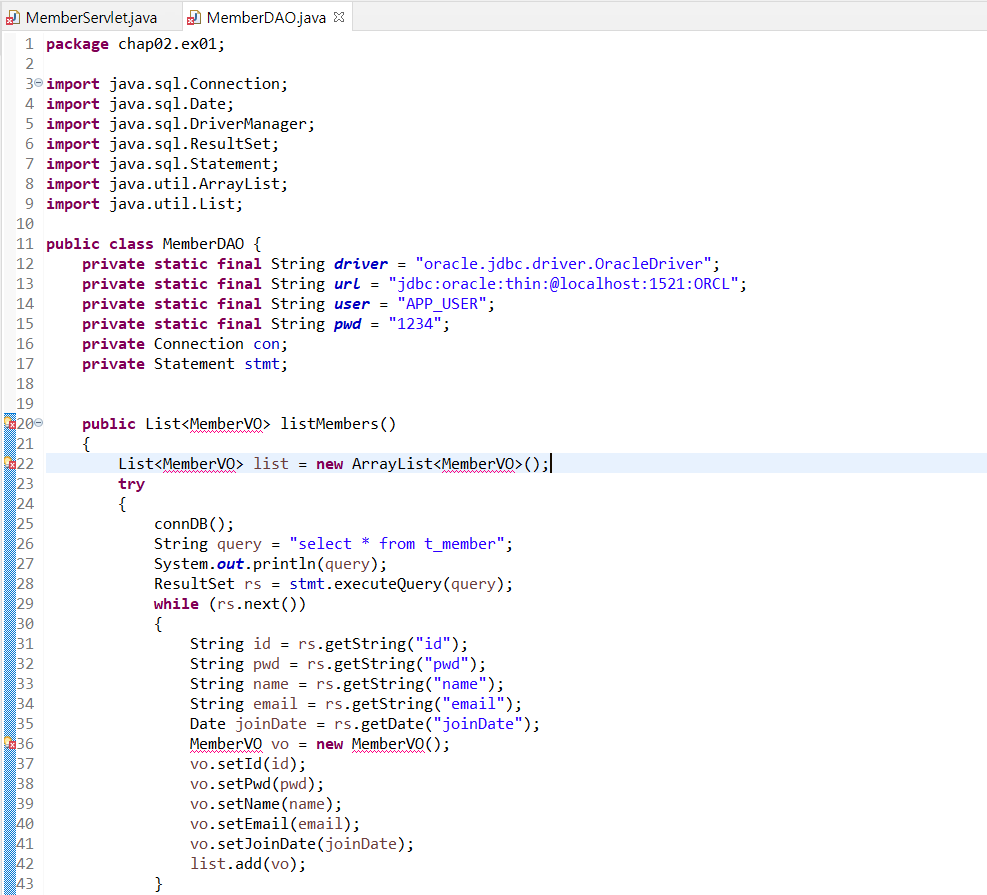 MemberServlet.java MemberDAO.java
1 package chap02.ex01;
2
3 import java.sql.Connection;
4 import java.sql.Date;
5 import java.sql.DriverManager;
6 import java.sql.ResultSet;
7 import java.sql.Statement;
8 import java.util.ArrayList;
9 import java.util.List;
10
11 public class MemberDAO {
12     private static final String driver = "oracle.jdbc.driver.OracleDriver";
13     private static final String url = "jdbc:oracle:thin:@localhost:1521:ORCL";
14     private static final String user = "APP_USER";
15     private static final String pwd = "1234";
16     private Connection con;
17     private Statement stmt;
18
19
20     public List<MemberVO> listMembers()
21     {
22         List<MemberVO> list = new ArrayList<MemberVO>();
23         try
24         {
25             connDB();
26             String query = "select * from t_member";
27             System.out.println(query);
28             ResultSet rs = stmt.executeQuery(query);
29             while (rs.next())
30             {
31                 String id = rs.getString("id");
32                 String pwd = rs.getString("pwd");
33                 String name = rs.getString("name");
34                 String email = rs.getString("email");
35                 Date joinDate = rs.getDate("joinDate");
36                 MemberVO vo = new MemberVO();
37                 vo.setId(id);
38                 vo.setPwd(pwd);
39                 vo.setName(name);
40                 vo.setEmail(email);
41                 vo.setJoinDate(joinDate);
42                 list.add(vo);
43             }